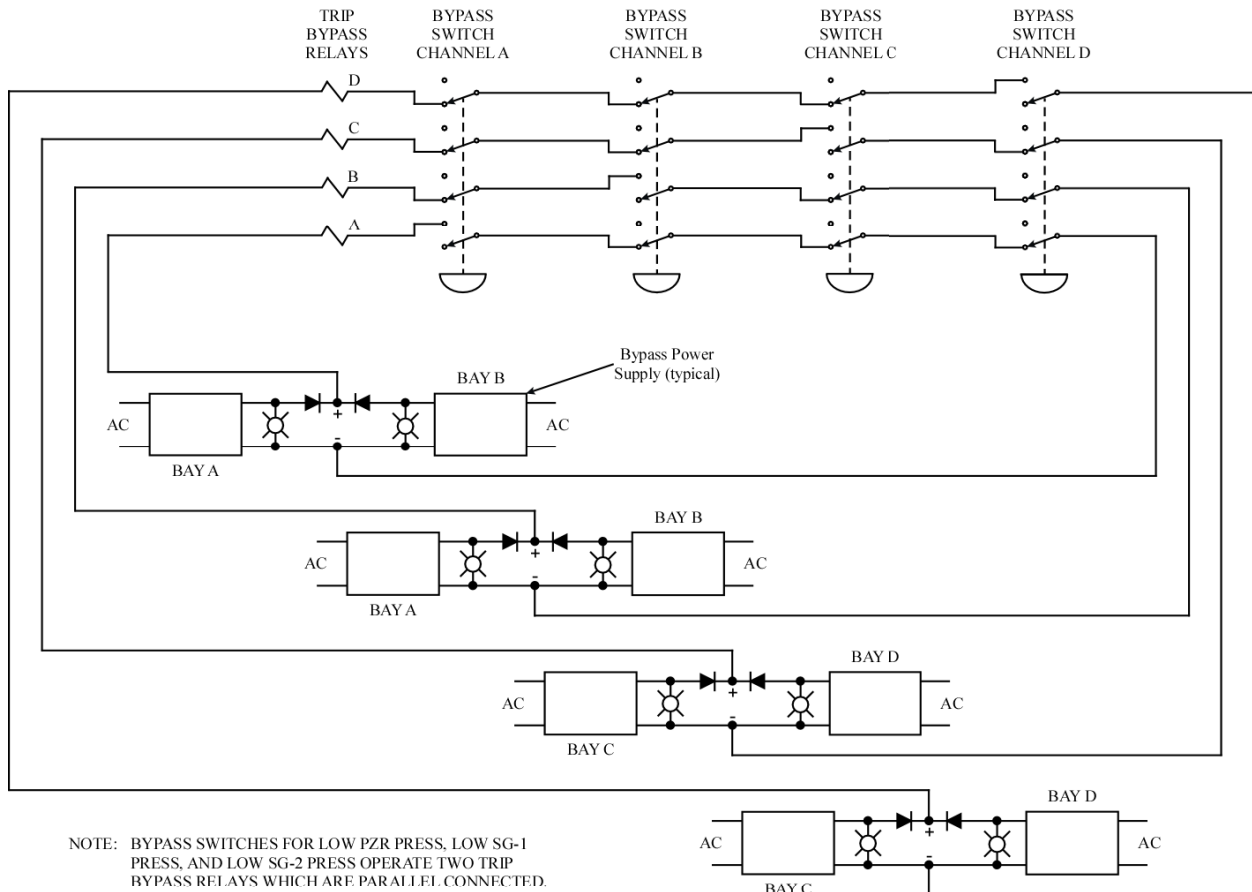 TRIP
BYPASS
RELAYS
BYPASS
SWITCH
CHANNEL A
BYPASS
SWITCH
CHANNEL B
BYPASS
SWITCH
CHANNEL C
BYPASS
SWITCH
CHANNEL D
D
C
B
A
Bypass Power
Supply (typical)
BAY B
AC
+
-
AC
BAY A
BAY B
AC
+
-
AC
BAY A
BAY D
AC
+
-
AC
BAY C
BAY D
AC
+
-
AC
BAY C
NOTE: BYPASS SWITCHES FOR LOW PZR PRESS, LOW SG-1
PRESS, AND LOW SG-2 PRESS OPERATE TWO TRIP
BYPASS RELAYS WHICH ARE PARALLEL CONNECTED.